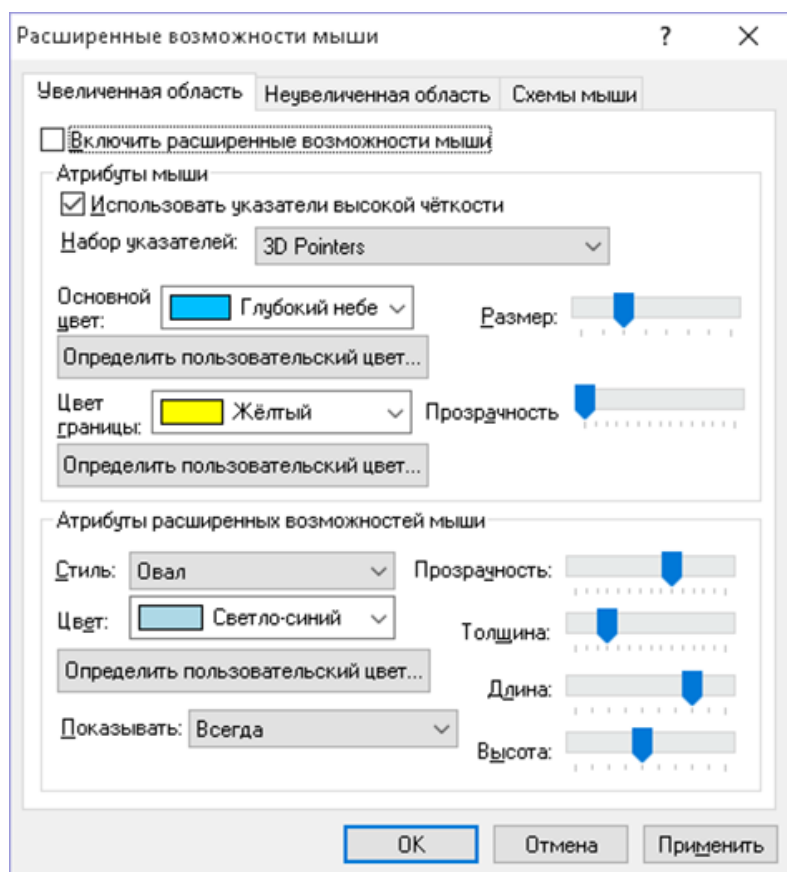 Расширенные возможности мыши ? ×
Увеличенная область Неувеличенная область Схемы мыши
Включить расширенные возможности мыши
Атрибуты мыши
Использовать указатели высокой чёткости
Набор указателей: 3D Pointers
Основной цвет: Глубокий небе Размер:
Определить пользовательский цвет...
Цвет границы: Жёлтый Прозрачность
Определить пользовательский цвет...
Атрибуты расширенных возможностей мыши
Стиль: Овал Прозрачность:
Цвет: Светло-синий Толщина:
Определить пользовательский цвет...
Длина:
Показывать: Всегда
Высота:
OK Отмена Применить